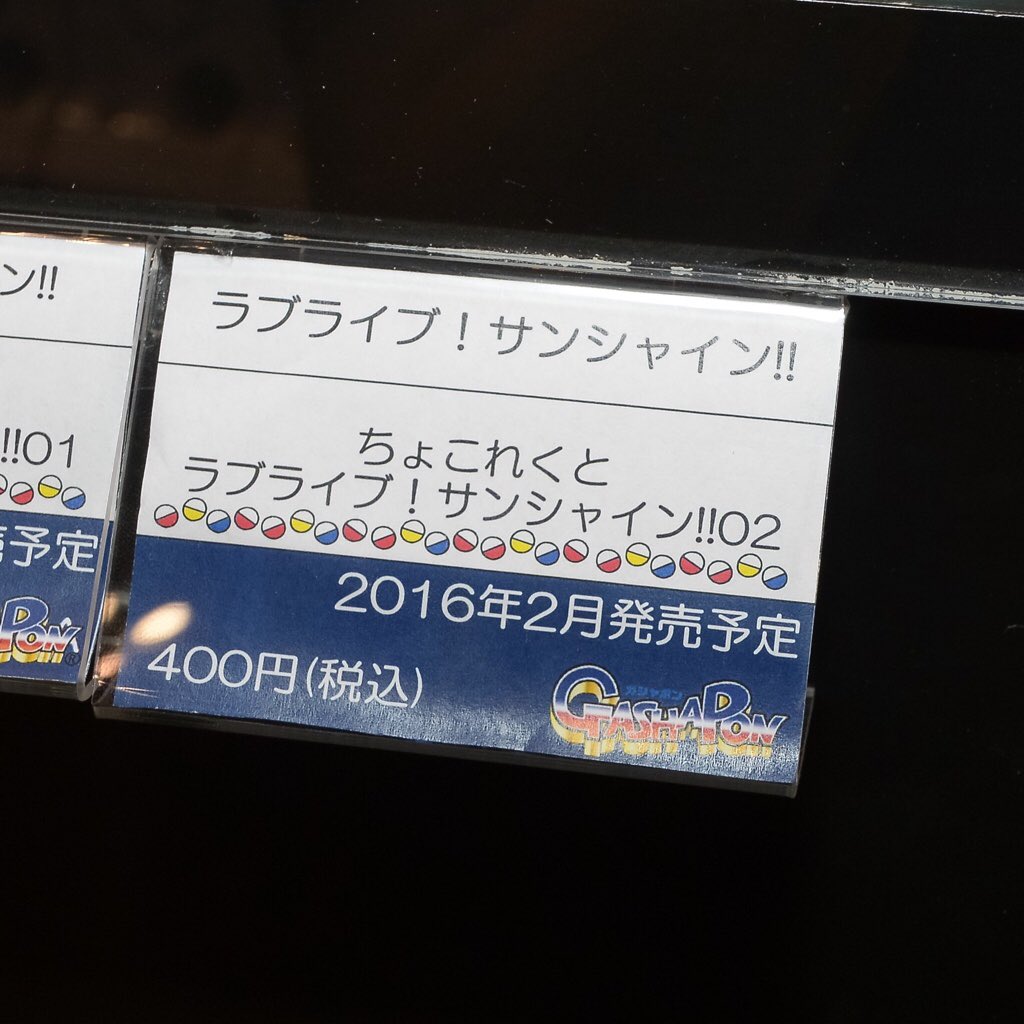 ン!!
!!01
予定
PON
ラブライブ！サンシャイン!!
ちょこれくと
ラブライブ！サンシャイン!!02
2016年2月発売予定
400円(税込)
GASHAPON